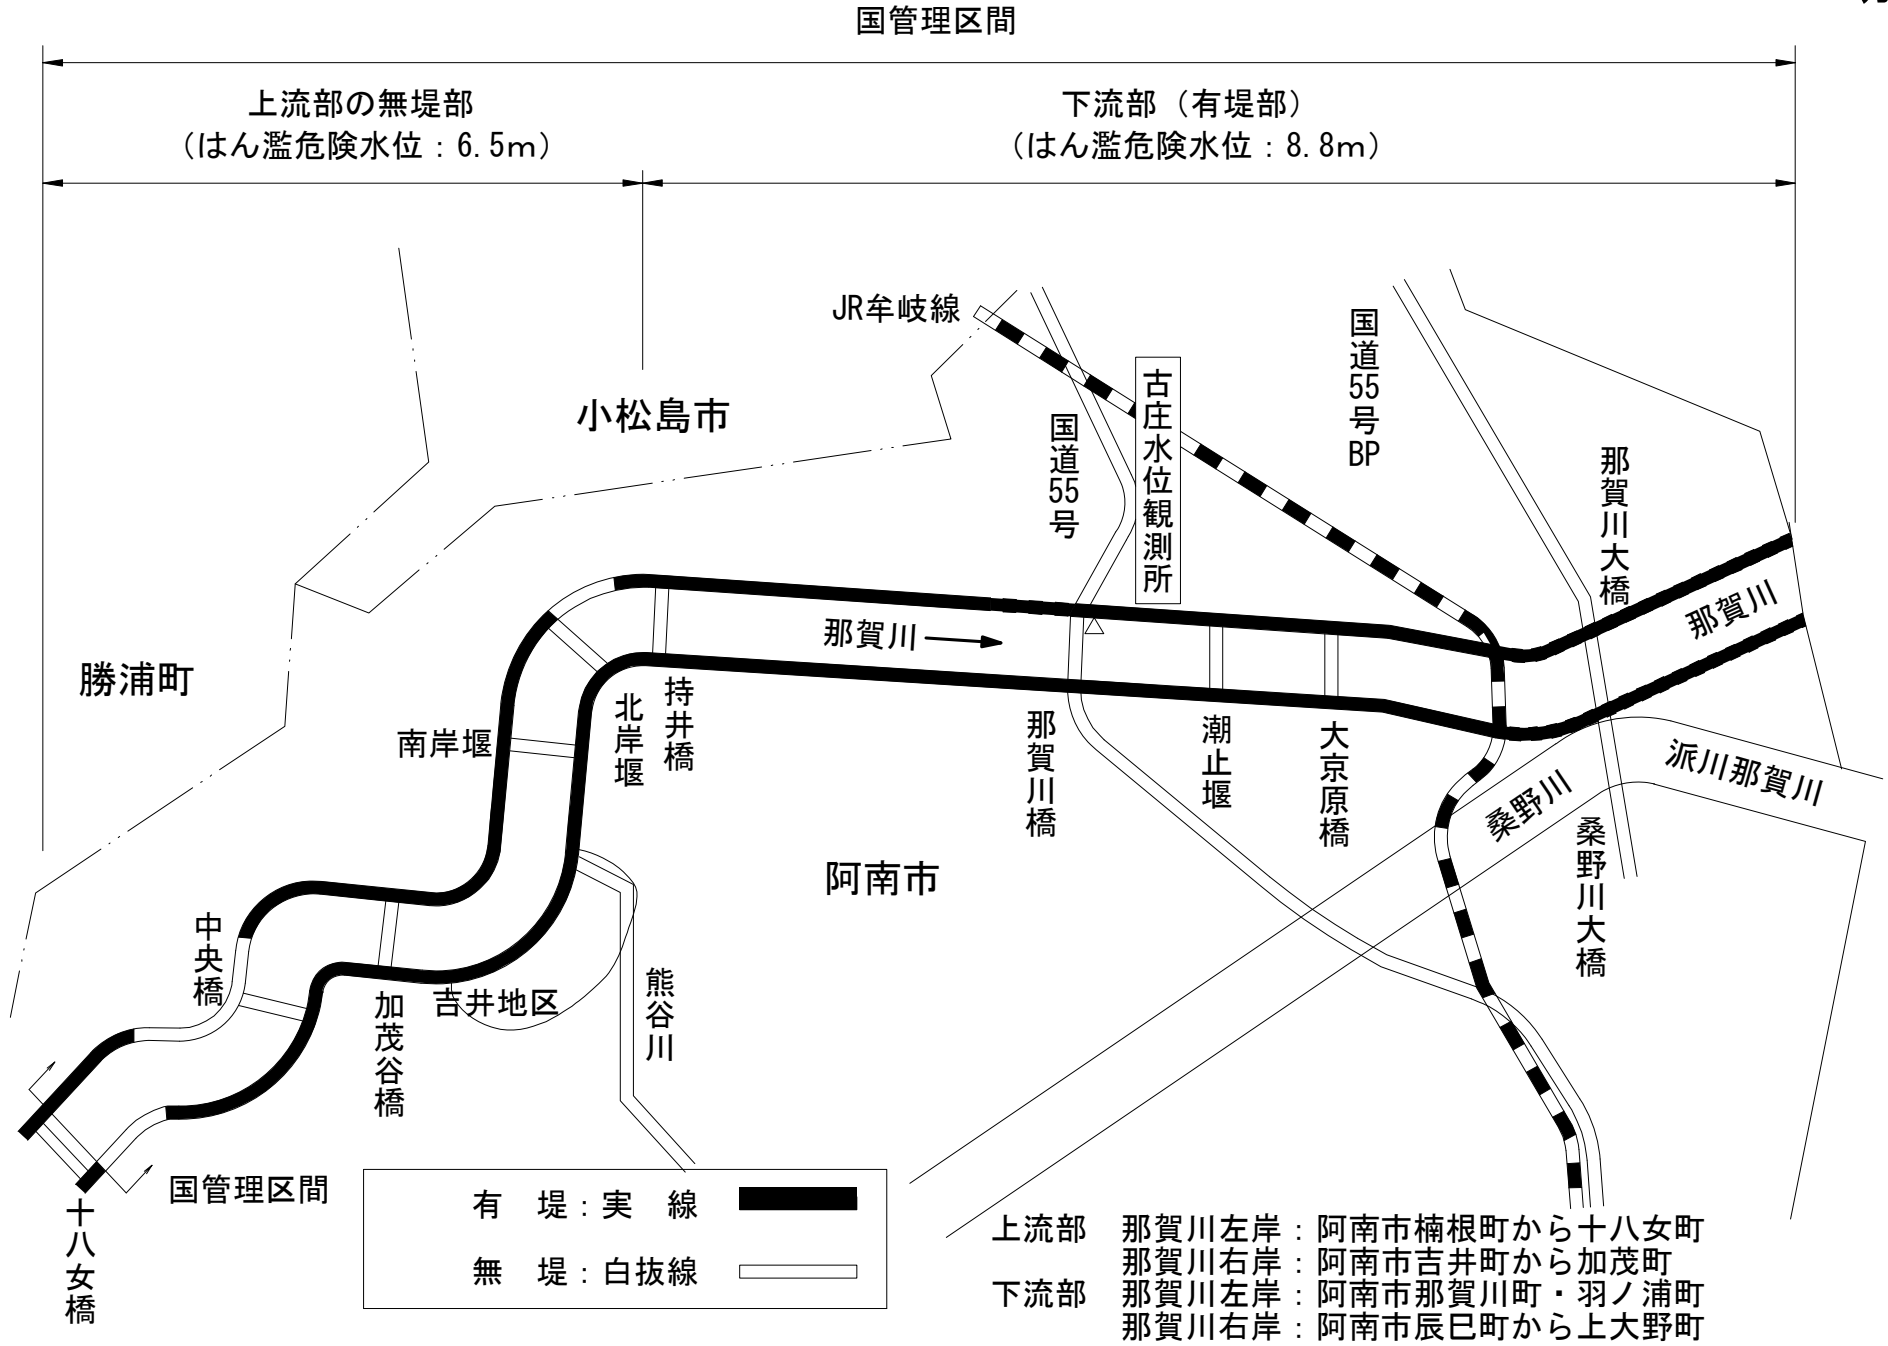 国管理区間
上流部の無堤部
（はん濫危険水位：6.5m）
下流部（有堤部）
（はん濫危険水位：8.8m）
JR牟岐線
国道55号BP
古庄水位観測所
小松島市
国道55号
那賀川大橋
那賀川
那賀川
勝浦町
南岸堰
北岸堰
持井橋
那賀川橋
潮止堰
大京原橋
派川那賀川
桑野川
桑野川大橋
阿南市
中央橋
加茂谷橋
吉井地区
熊谷川
国管理区間
十八女橋
有　堤：実　線
無　堤：白抜線
上流部　那賀川左岸：阿南市楠根町から十八女町
那賀川右岸：阿南市吉井町から加茂町
下流部　那賀川左岸：阿南市那賀川町・羽ノ浦町
那賀川右岸：阿南市辰巳町から上大野町